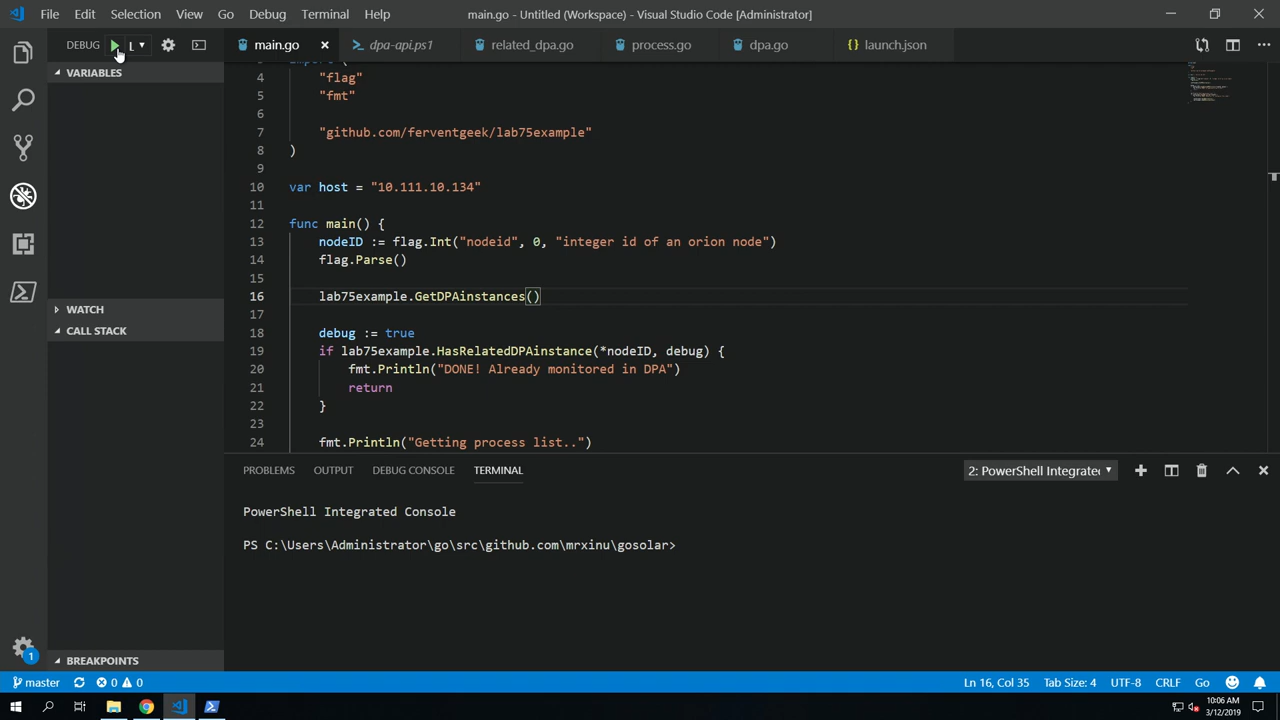 File Edit Selection View Go Debug Terminal Help main.go - Untitled (Workspace) - Visual Studio Code [Administrator]
DEBUG L main.go dpa-api.ps1 related_dpa.go process.go dpa.go launch.json
VARIABLES
WATCH
CALL STACK
BREAKPOINTS
4 "flag"
5 "fmt"
6
7 "github.com/ferventgeek/lab75example"
8 )
9
10 var host = "10.111.10.134"
11
12 func main() {
13 nodeID := flag.Int("nodeid", 0, "integer id of an orion node")
14 flag.Parse()
15
16 lab75example.GetDPAinstances()
17
18 debug := true
19 if lab75example.HasRelatedDPAinstance(*nodeID, debug) {
20 fmt.Println("DONE! Already monitored in DPA")
21 return
22 }
23
24 fmt.Println("Getting process list..")
PROBLEMS OUTPUT DEBUG CONSOLE TERMINAL 2: PowerShell Integrate
PowerShell Integrated Console
PS C:\Users\Administrator\go\src\github.com\mrxinu\gosolar>
1
master 0 0 Ln 16, Col 35 Tab Size: 4 UTF-8 CRLF Go
10:06 AM
3/12/2019